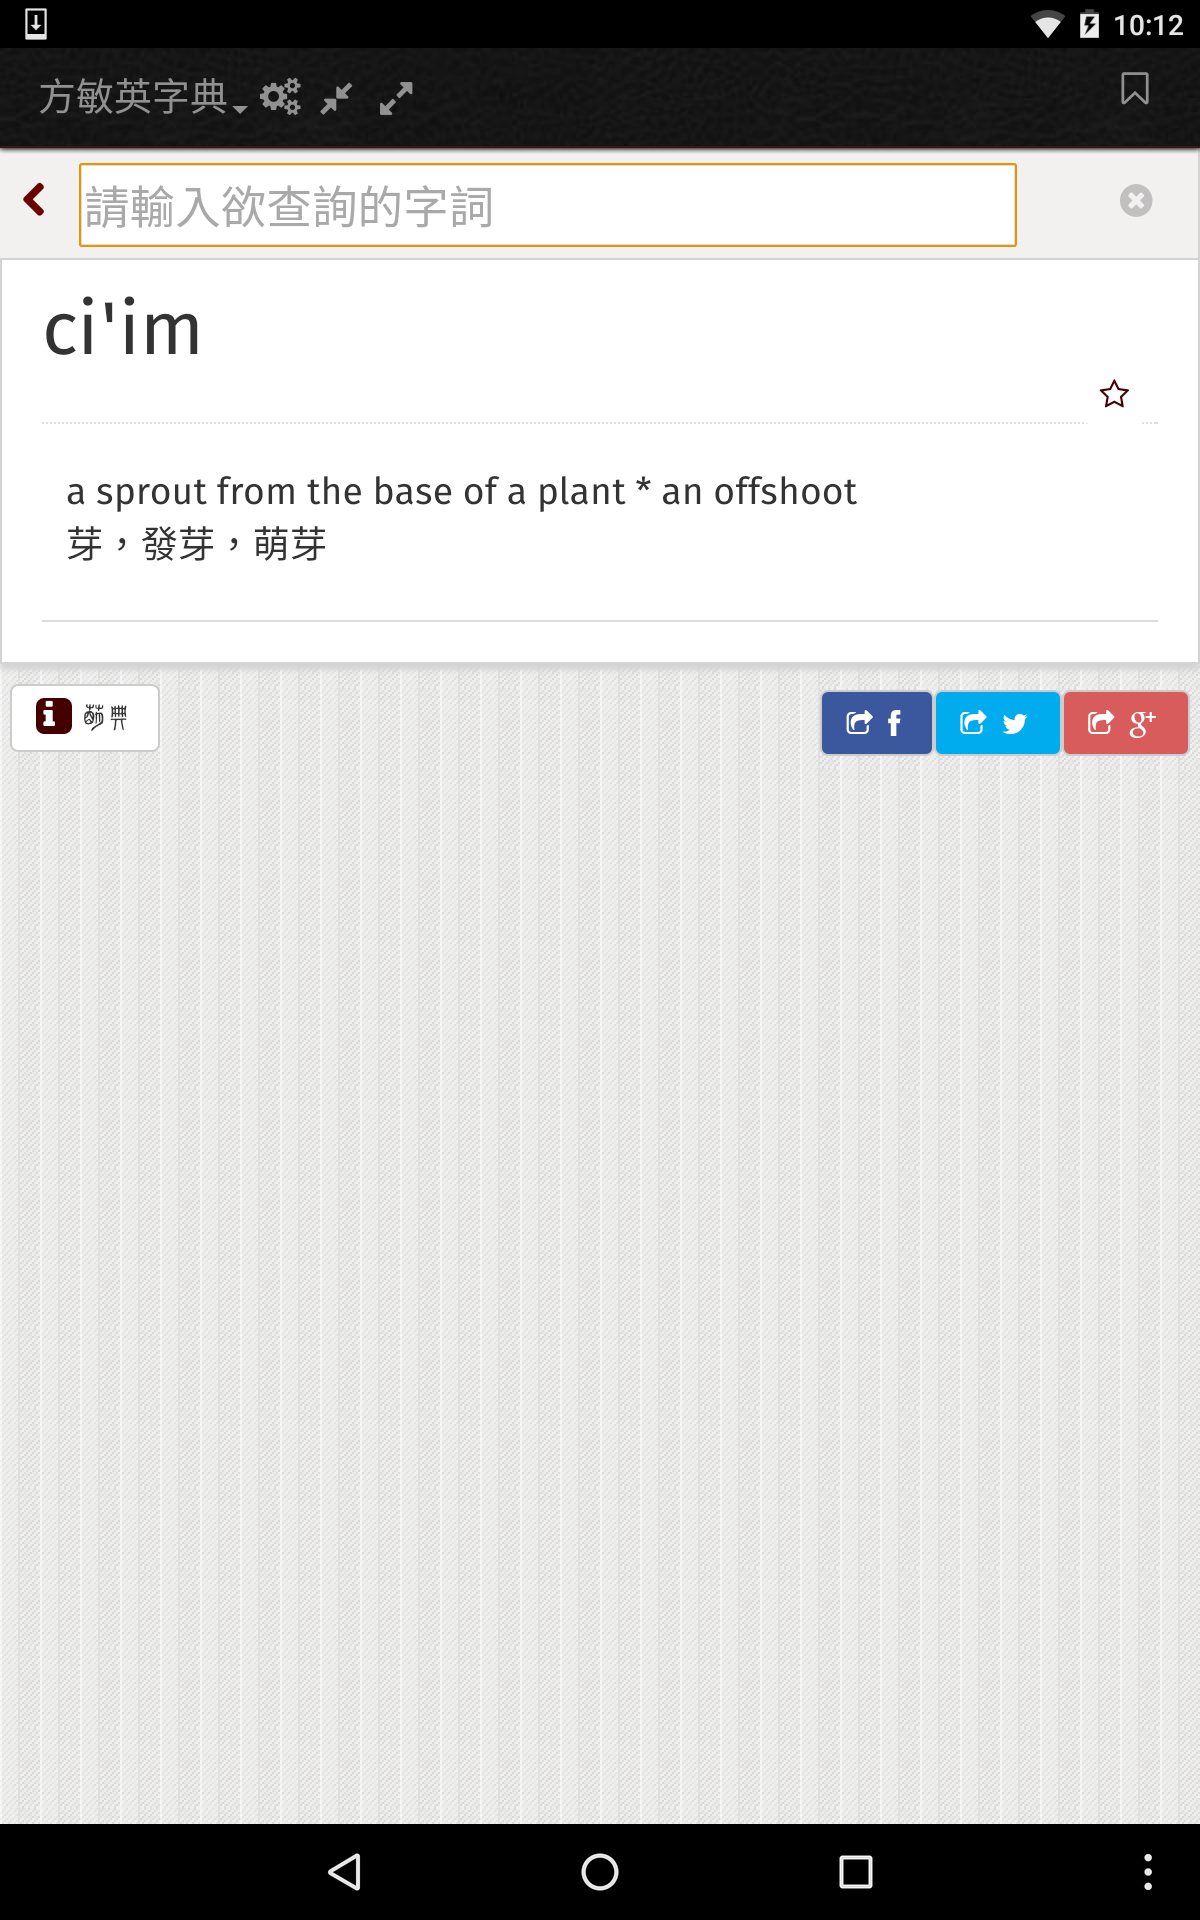 10:12
方敏英字典
請輸入欲查詢的字詞
ci'im
a sprout from the base of a plant * an offshoot
芽，發芽，萌芽
萌典